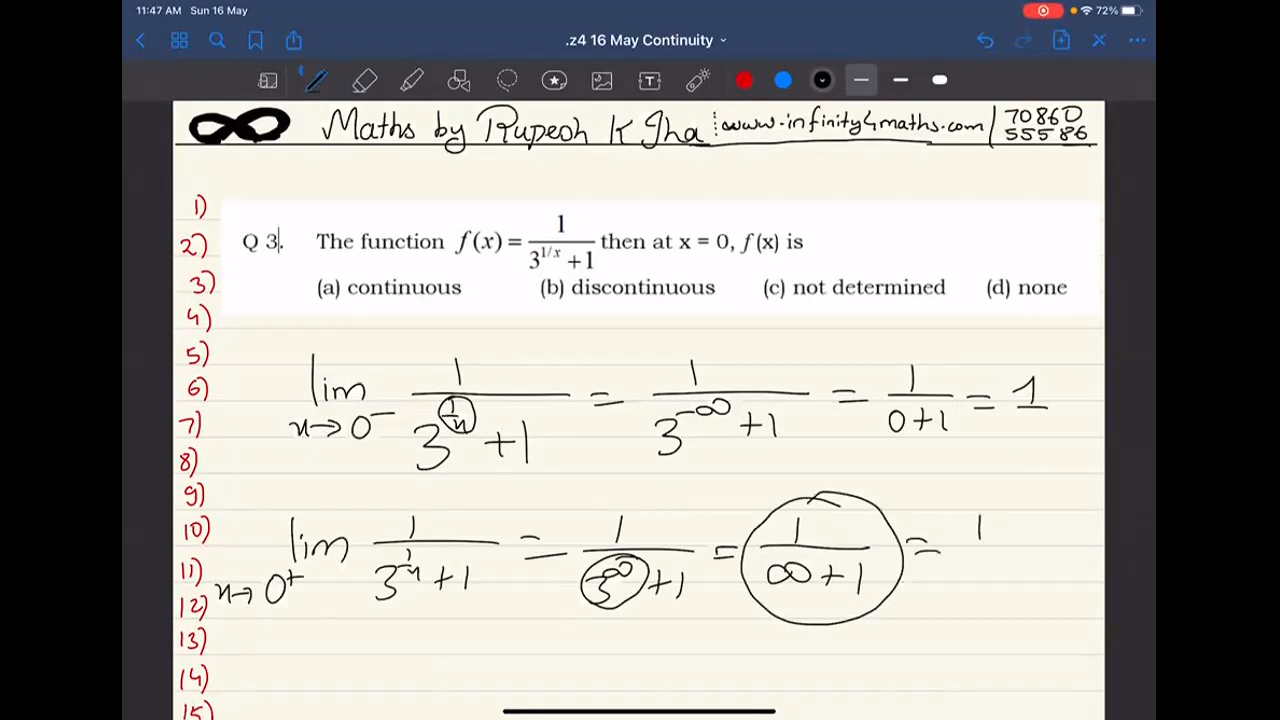 11:47 AM Sun 16 May 72%
.z4 16 May Continuity
∞ Maths by Rupesh K Jha www.infinity4maths.com 70860
55586
1)
2) Q 3. The function f(x) = 1/(3^{1/x} + 1) then at x = 0, f(x) is
3) (a) continuous (b) discontinuous (c) not determined (d) none
4)
5)
6) lim x→0⁻ 1/(3^{1/x} + 1) = 1/(3^{-∞} + 1) = 1/(0+1) = 1
7)
8)
9)
10) lim x→0⁺ 1/(3^{1/x} + 1) = 1/(3^{∞} + 1) = 1/(∞+1) = 1
11)
12)
13)
14)
15)